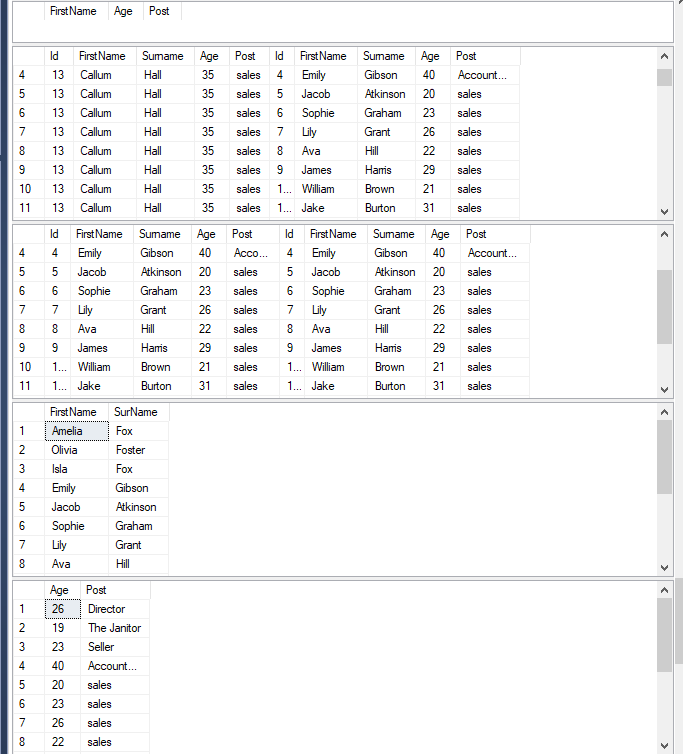 FirstName Age Post
Id FirstName Surname Age Post Id FirstName Surname Age Post
4 13 Callum Hall 35 sales 4 Emily Gibson 40 Account...
5 13 Callum Hall 35 sales 5 Jacob Atkinson 20 sales
6 13 Callum Hall 35 sales 6 Sophie Graham 23 sales
7 13 Callum Hall 35 sales 7 Lily Grant 26 sales
8 13 Callum Hall 35 sales 8 Ava Hill 22 sales
9 13 Callum Hall 35 sales 9 James Harris 29 sales
10 13 Callum Hall 35 sales 1... William Brown 21 sales
11 13 Callum Hall 35 sales 1... Jake Burton 31 sales
Id FirstName Surname Age Post Id FirstName Surname Age Post
4 4 Emily Gibson 40 Acco... 4 Emily Gibson 40 Account...
5 5 Jacob Atkinson 20 sales 5 Jacob Atkinson 20 sales
6 6 Sophie Graham 23 sales 6 Sophie Graham 23 sales
7 7 Lily Grant 26 sales 7 Lily Grant 26 sales
8 8 Ava Hill 22 sales 8 Ava Hill 22 sales
9 9 James Harris 29 sales 9 James Harris 29 sales
10 1... William Brown 21 sales 1... William Brown 21 sales
11 1... Jake Burton 31 sales 1... Jake Burton 31 sales
FirstName SurName
1 Amelia Fox
2 Olivia Foster
3 Isla Fox
4 Emily Gibson
5 Jacob Atkinson
6 Sophie Graham
7 Lily Grant
8 Ava Hill
Age Post
1 26 Director
2 19 The Janitor
3 23 Seller
4 40 Account...
5 20 sales
6 23 sales
7 26 sales
8 22 sales